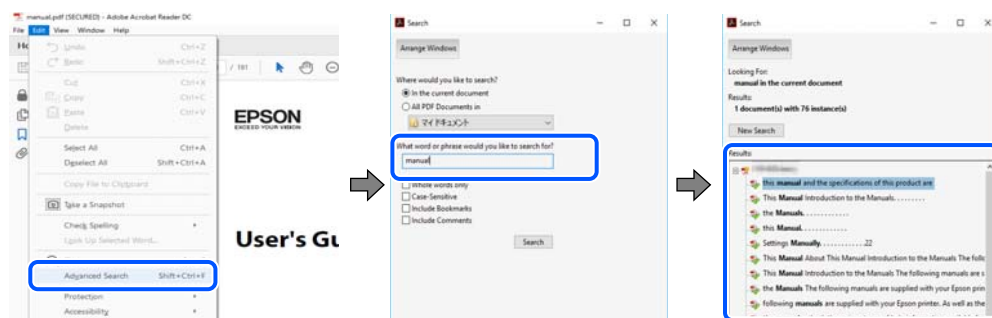 manual.pdf (SECURED) - Adobe Acrobat Reader DC
File Edit View Window Help
Undo Ctrl+Z
Redo Shift+Ctrl+Z
Cut Ctrl+X
Copy Ctrl+C
Paste Ctrl+V
Delete
Select All Ctrl+A
Deselect All Shift+Ctrl+A
Copy File to Clipboard
Take a Snapshot
Check Spelling
Look Up Selected Word...
Advanced Search Shift+Ctrl+F
Protection
Accessibility
/ 181
EPSON
EXCEED YOUR VISION
User's Gu
Search
Arrange Windows
Where would you like to search?
In the current document
All PDF Documents in
マイ ドキュメント
What word or phrase would you like to search for?
manual
Whole words only
Case-Sensitive
Include Bookmarks
Include Comments
Search
Search
Arrange Windows
Looking For:
manual in the current document
Results:
1 document(s) with 76 instance(s)
New Search
Results:
this manual and the specifications of this product are
This Manual Introduction to the Manuals. . . . . . . . .
the Manuals. . . . . . . . . . . .
this Manual. . . . . . . . . . . .
Settings Manually. . . . . . . . . . . .22
This Manual About This Manual Introduction to the Manuals The follo
This Manual Introduction to the Manuals The following manuals are s
the Manuals The following manuals are supplied with your Epson prin
following manuals are supplied with your Epson printer. As well as the